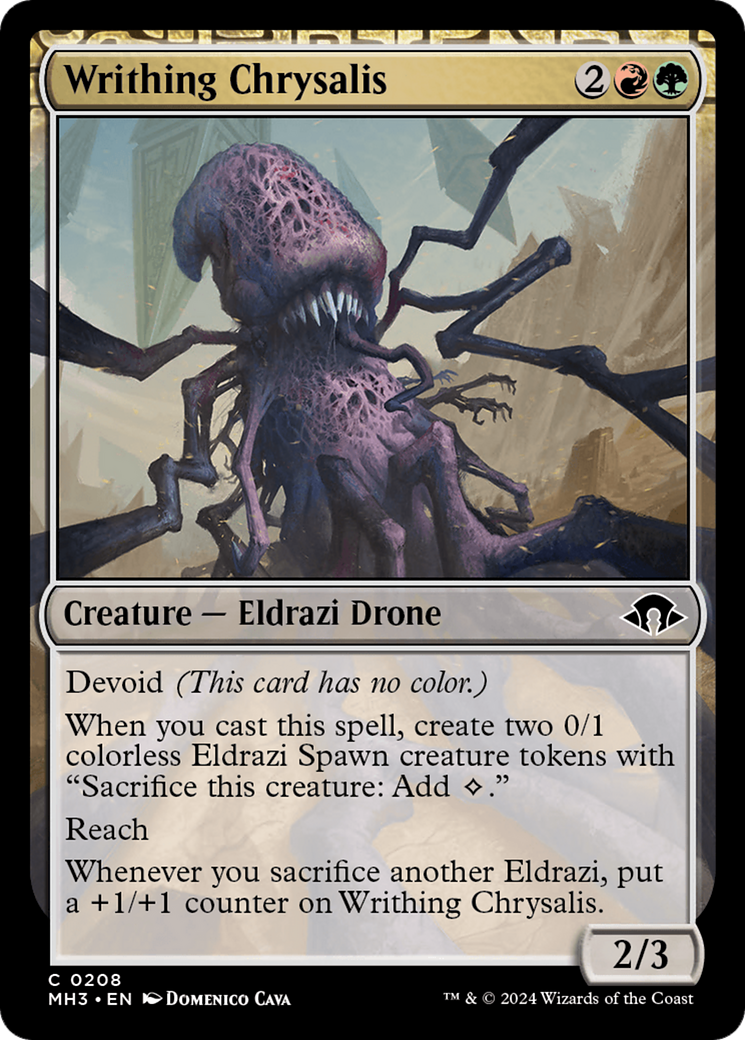 Writhing Chrysalis 2
Creature — Eldrazi Drone
Devoid (This card has no color.)
When you cast this spell, create two 0/1
colorless Eldrazi Spawn creature tokens with
“Sacrifice this creature: Add .”
Reach
Whenever you sacrifice another Eldrazi, put
a +1/+1 counter on Writhing Chrysalis.
2/3
C 0208
MH3 • EN Domenico Cava
™ & © 2024 Wizards of the Coast